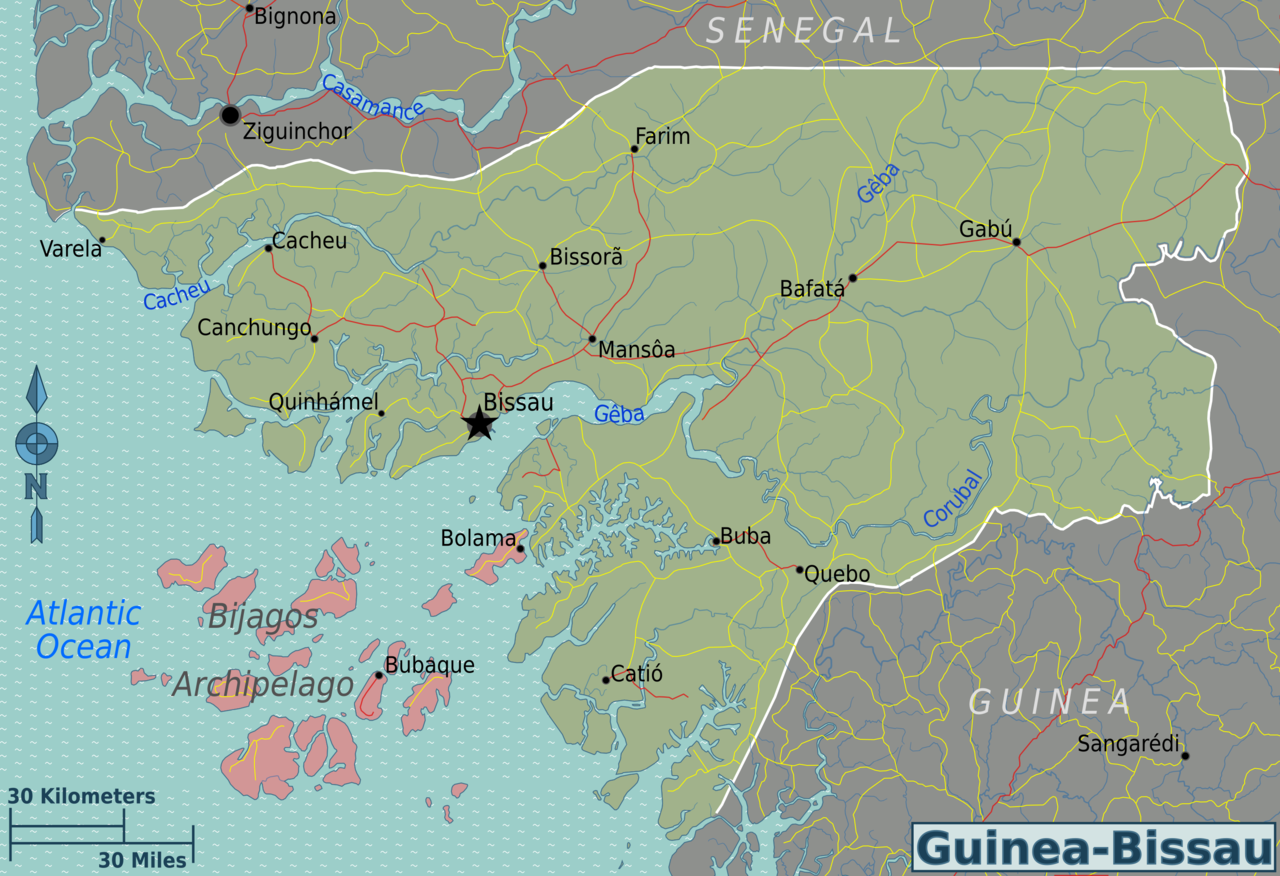 Bignona
SENEGAL
Casamance
Ziguinchor
Farim
Gêba
Varela
Cacheu
Bissorã
Gabú
Cacheu
Bafatá
Canchungo
Mansôa
Quinhámel
Bissau
Gêba
N
Corubal
Bolama
Buba
Quebo
Atlantic
Ocean
Bijagos
Archipelago
Bubaque
Catió
GUINEA
Sangarédi
30 Kilometers
30 Miles
Guinea-Bissau